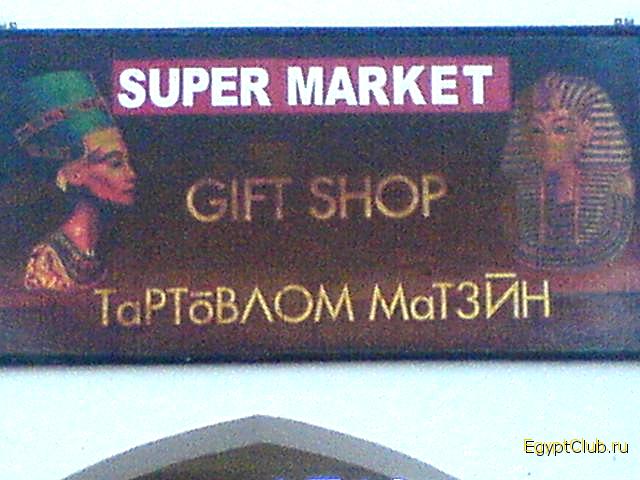 SUPER MARKET
GIFT SHOP
ТаРТōВЛОМ МаТЗЙН
EgyptClub.ru